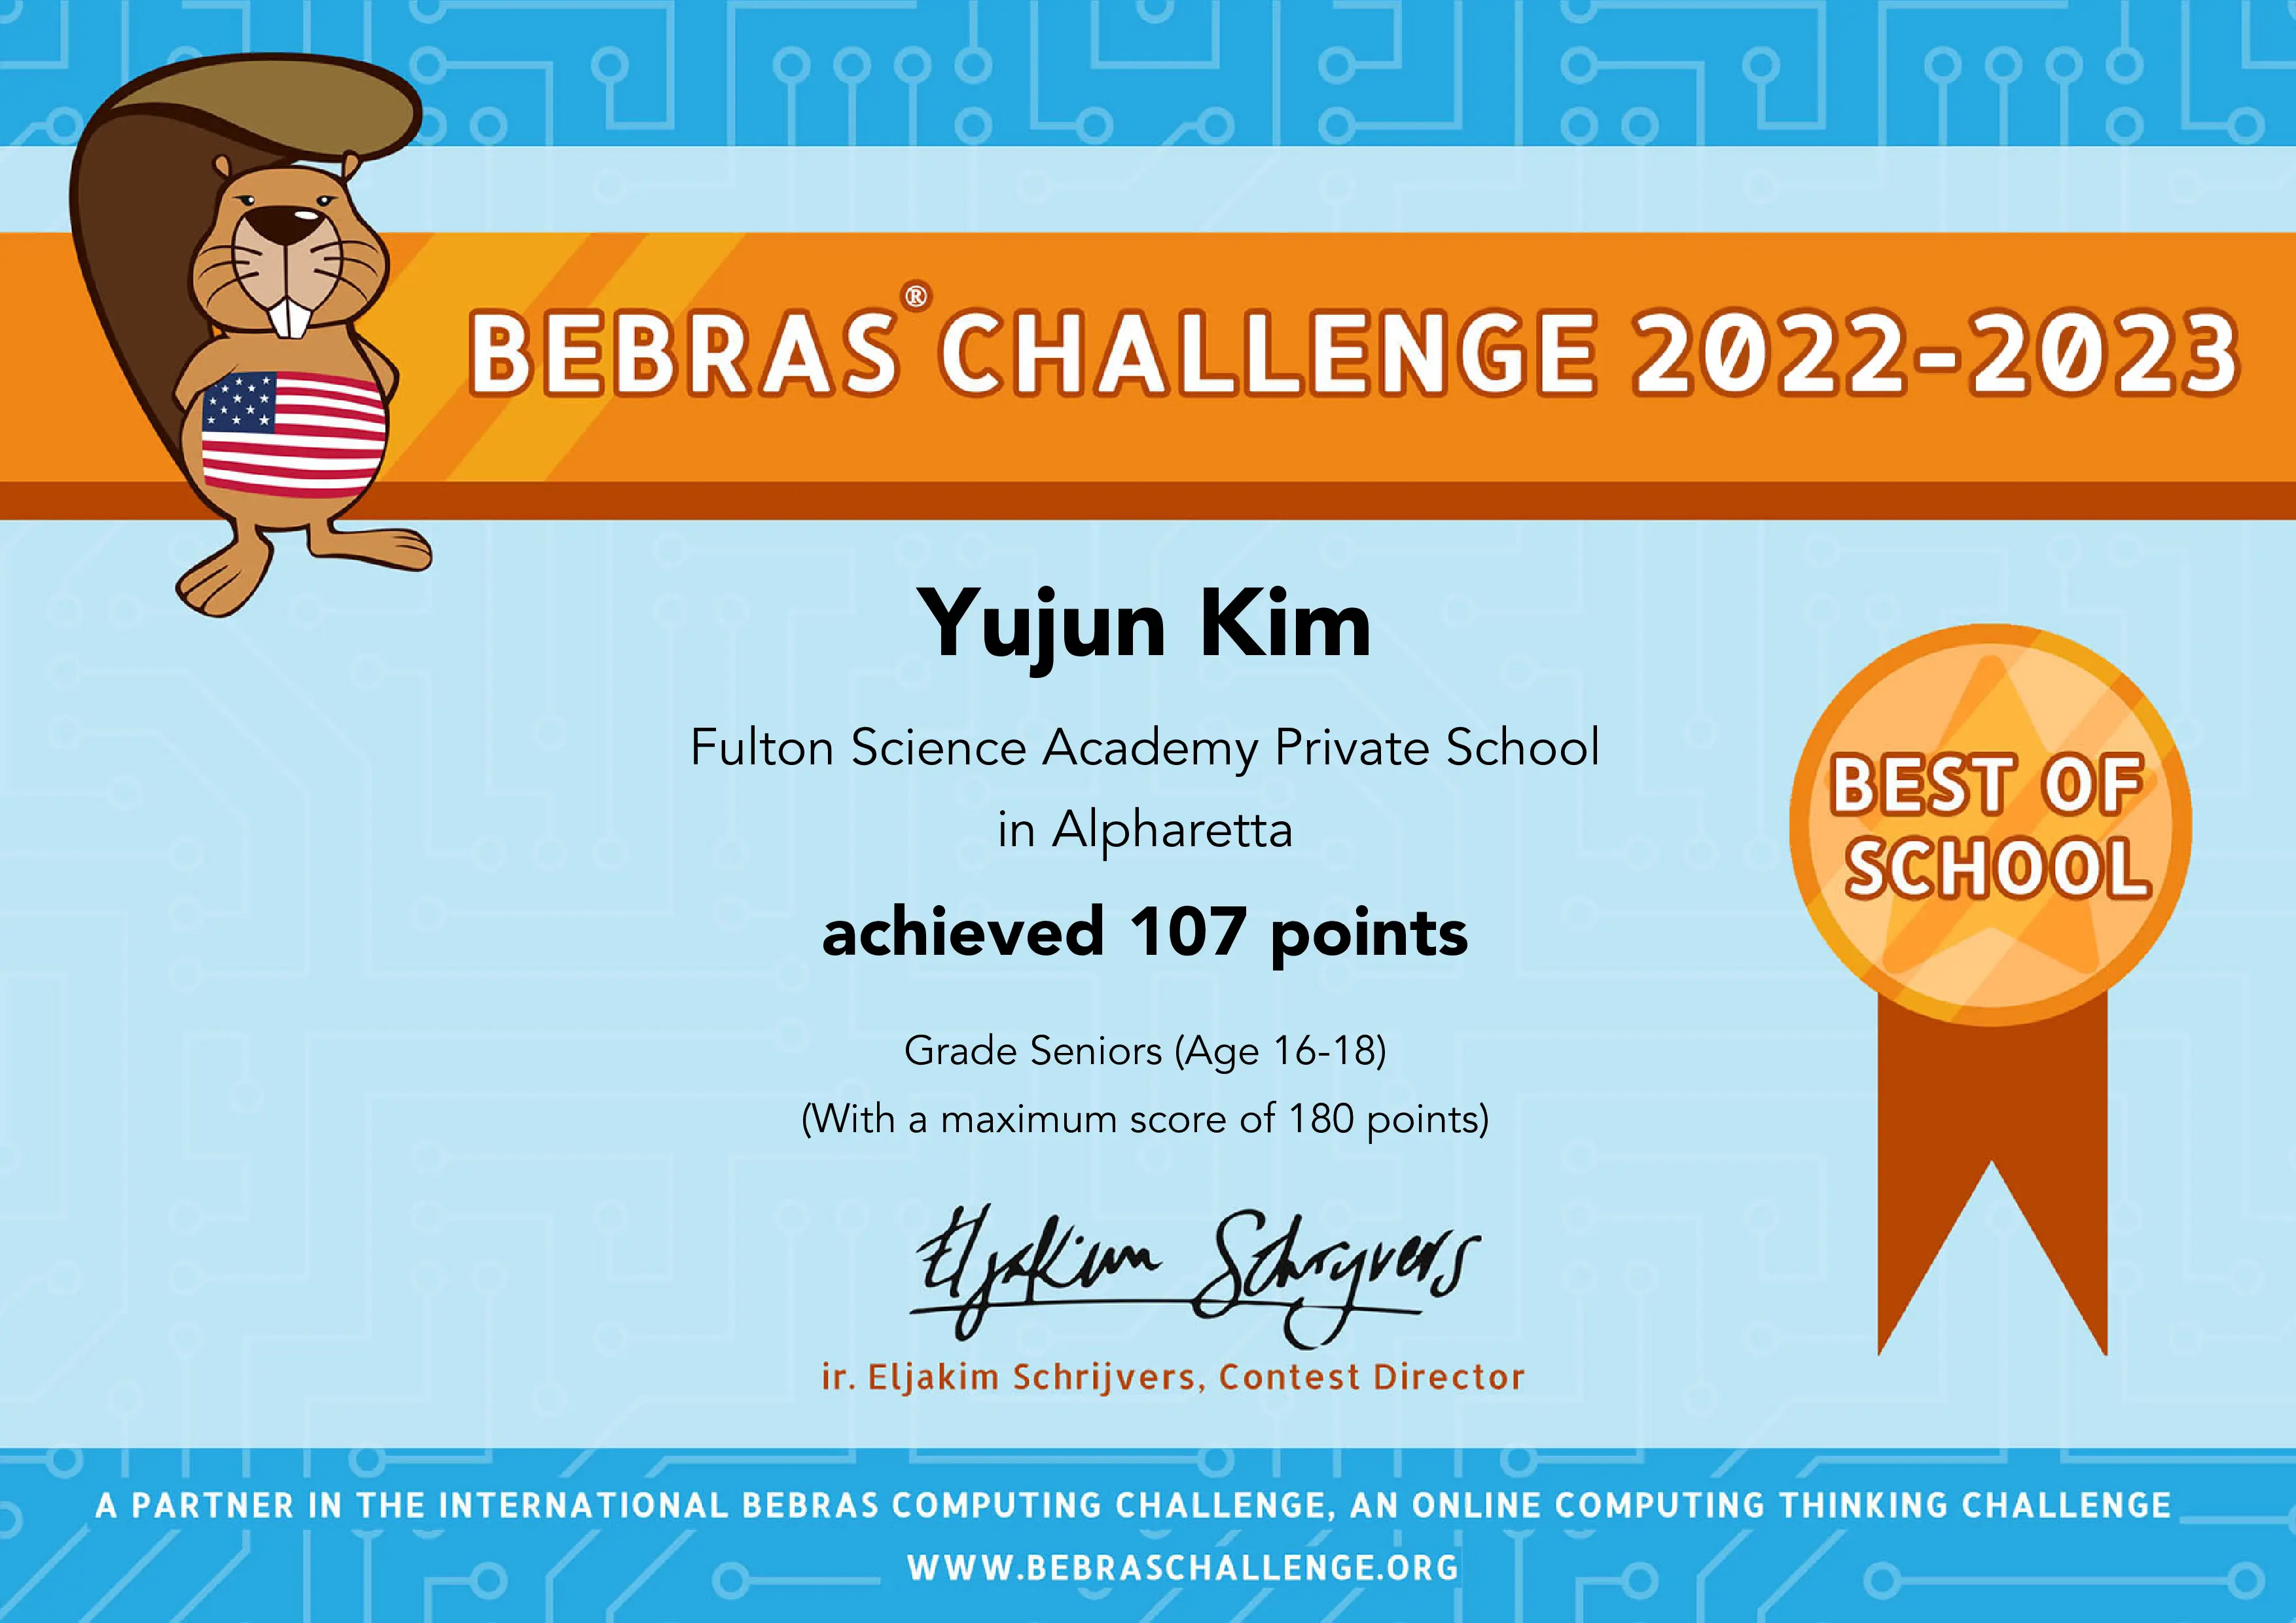 BEBRAS® CHALLENGE 2022-2023
Yujun Kim
Fulton Science Academy Private School
in Alpharetta
achieved 107 points
BEST OF
SCHOOL
Grade Seniors (Age 16-18)
(With a maximum score of 180 points)
Eljakim Schrijvers
ir. Eljakim Schrijvers, Contest Director
A PARTNER IN THE INTERNATIONAL BEBRAS COMPUTING CHALLENGE, AN ONLINE COMPUTING THINKING CHALLENGE
WWW.BEBRASCHALLENGE.ORG